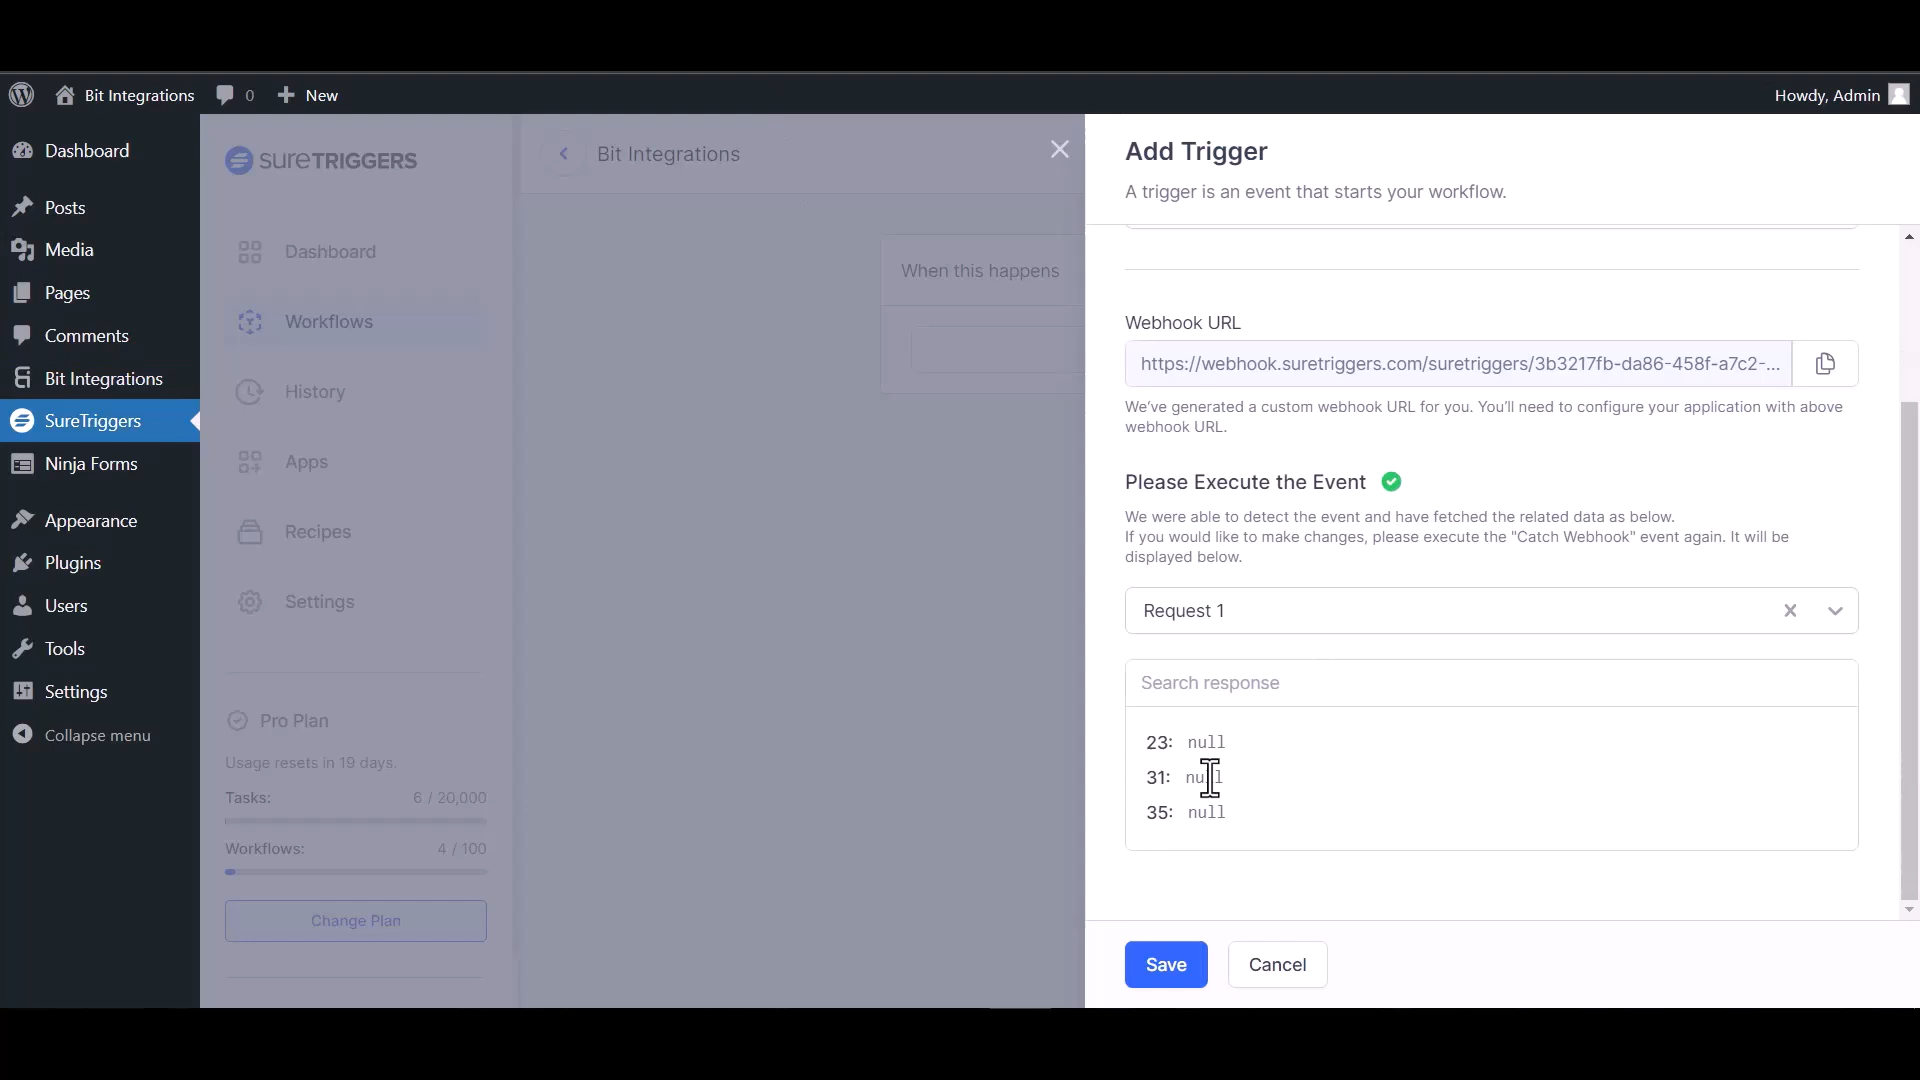 Bit Integrations
0
New
Howdy, Admin
Dashboard
Posts
Media
Pages
Comments
Bit Integrations
SureTriggers
Ninja Forms
Appearance
Plugins
Users
Tools
Settings
Collapse menu
sureTRIGGERS
Dashboard
Workflows
History
Apps
Recipes
Settings
Pro Plan
Usage resets in 19 days.
Tasks: 6 / 20,000
Workflows: 4 / 100
Change Plan
Bit Integrations
When this happens
Add Trigger
A trigger is an event that starts your workflow.
Webhook URL
https://webhook.suretriggers.com/suretriggers/3b3217fb-da86-458f-a7c2-...
We've generated a custom webhook URL for you. You'll need to configure your application with above
webhook URL.
Please Execute the Event
We were able to detect the event and have fetched the related data as below.
If you would like to make changes, please execute the "Catch Webhook" event again. It will be
displayed below.
Request 1
Search response
23: null
31: null
35: null
Save
Cancel